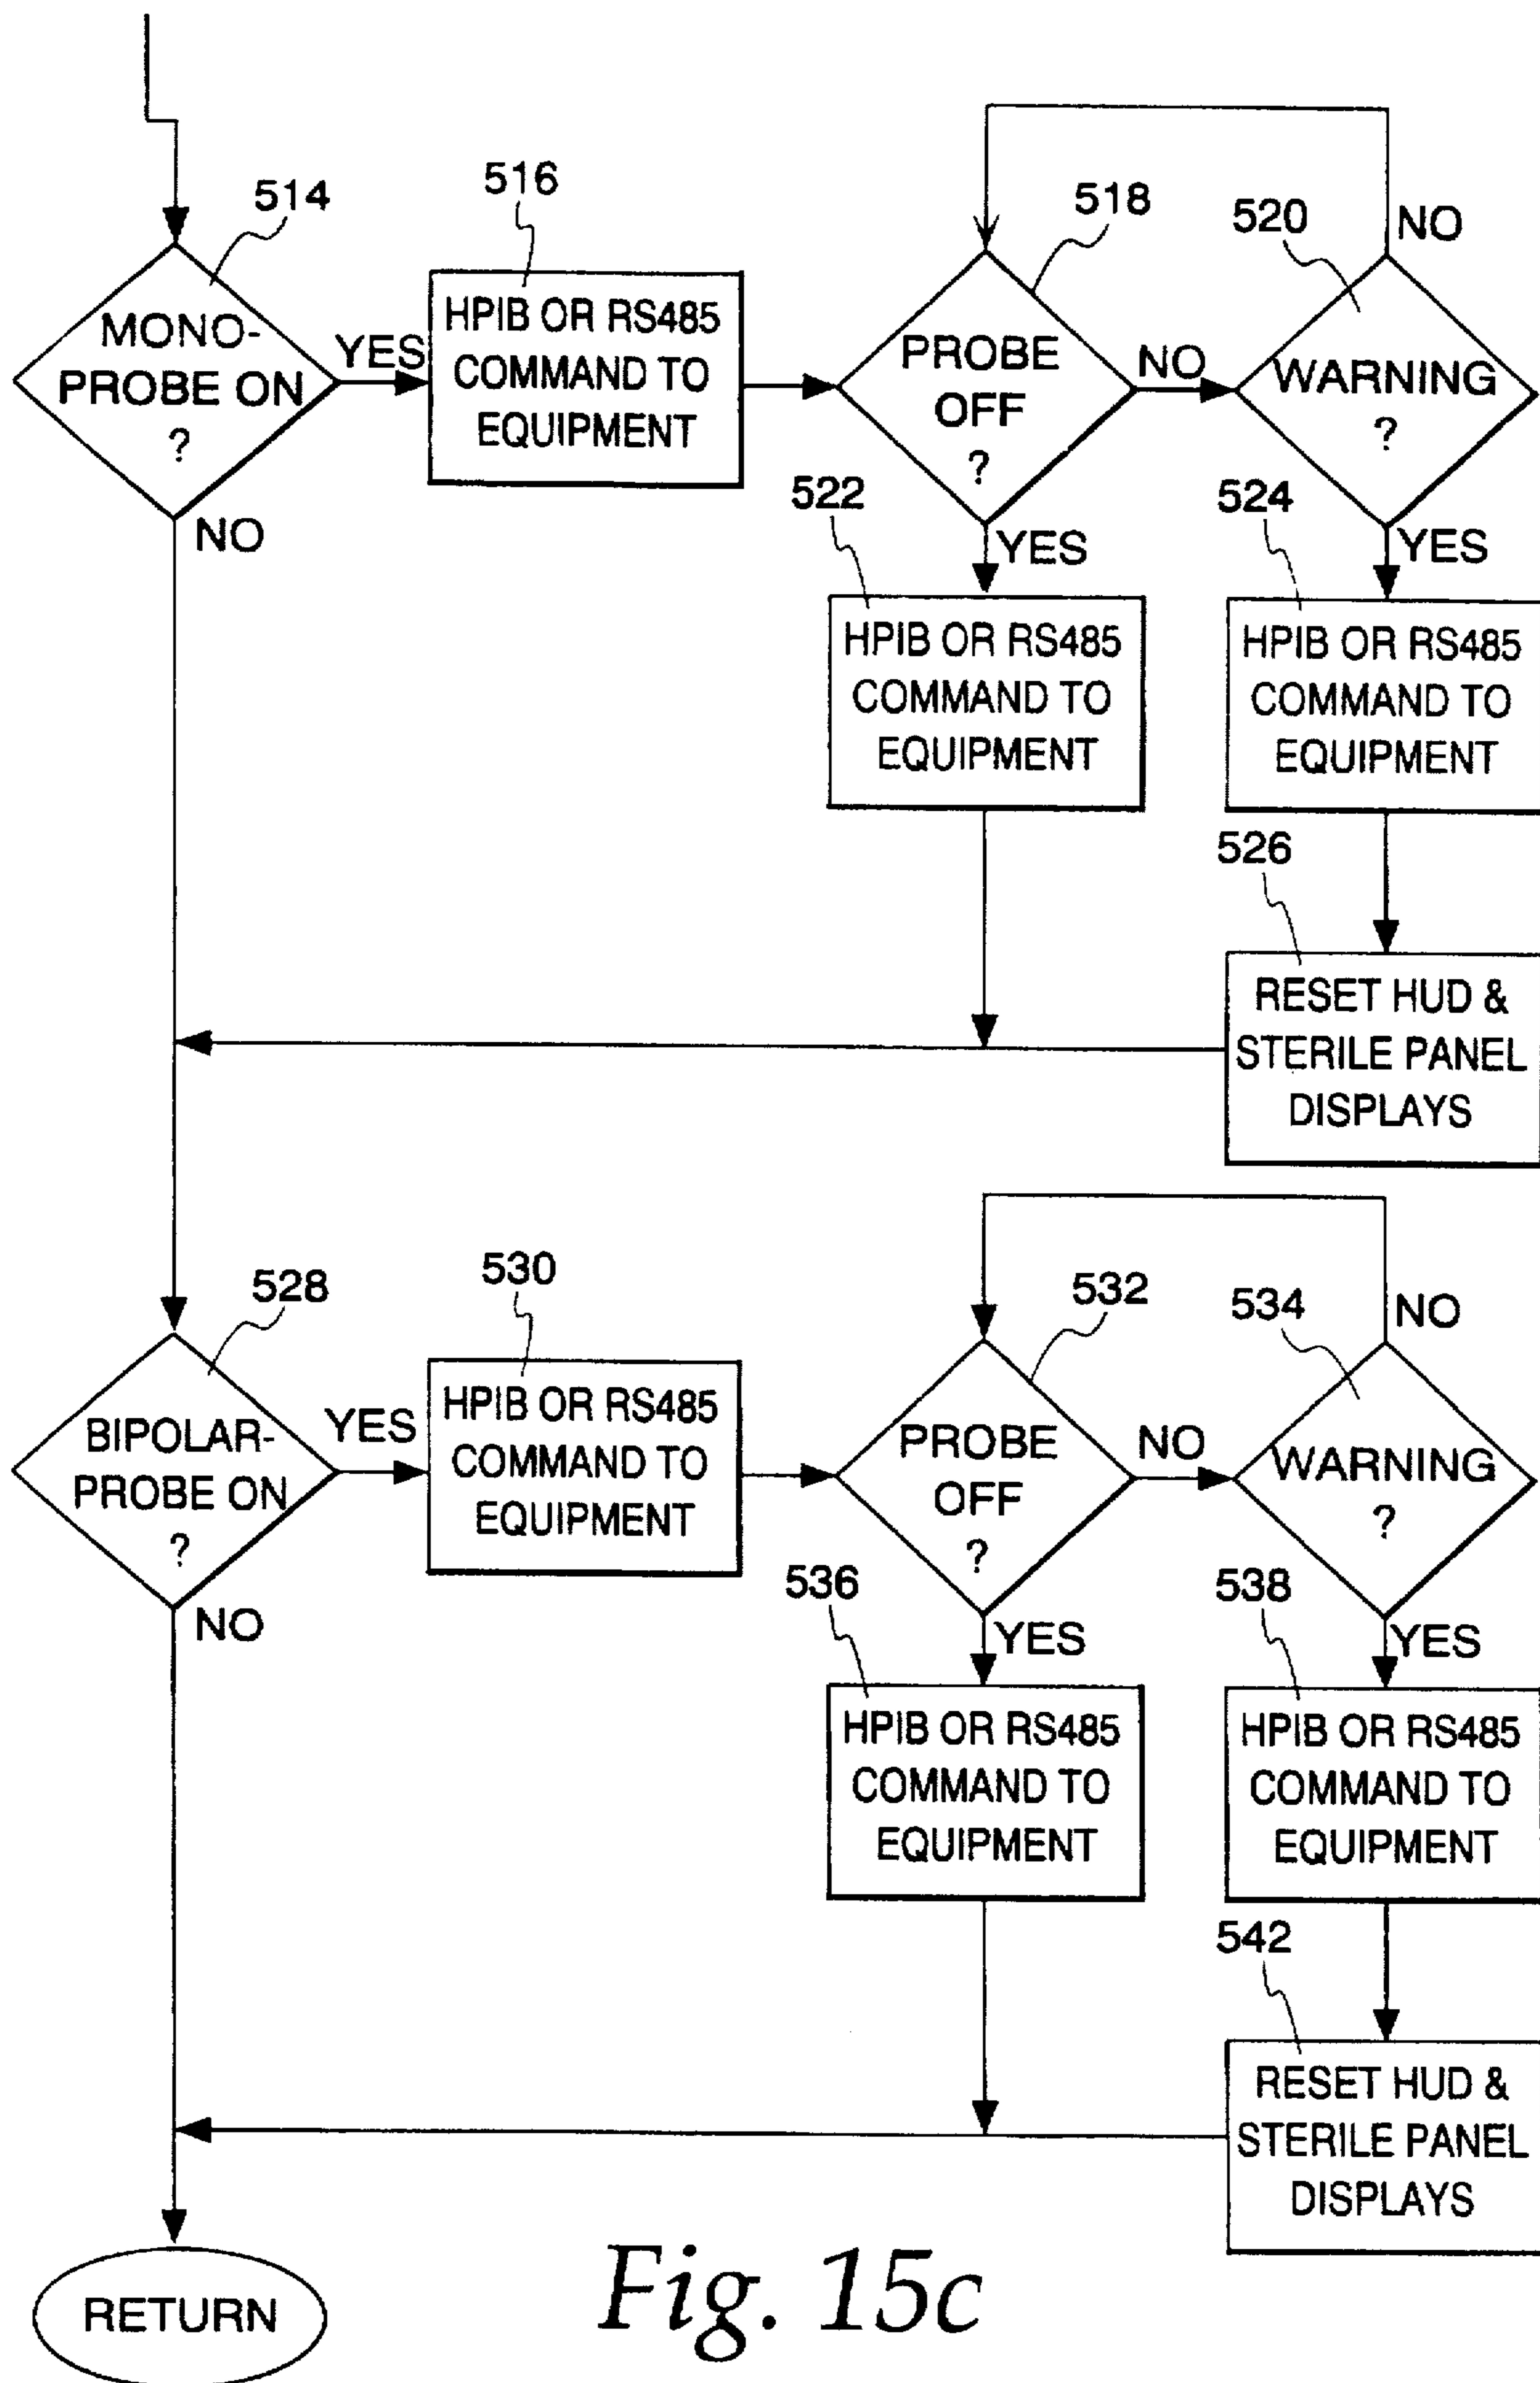 514
516
518
520
MONO-
PROBE ON
?
YES
NO
HPIB OR RS485
COMMAND TO
EQUIPMENT
PROBE
OFF
?
NO
YES
WARNING
?
NO
YES
522
HPIB OR RS485
COMMAND TO
EQUIPMENT
524
HPIB OR RS485
COMMAND TO
EQUIPMENT
526
RESET HUD &
STERILE PANEL
DISPLAYS
528
530
532
534
BIPOLAR-
PROBE ON
?
YES
NO
HPIB OR RS485
COMMAND TO
EQUIPMENT
PROBE
OFF
?
NO
YES
WARNING
?
NO
YES
536
HPIB OR RS485
COMMAND TO
EQUIPMENT
538
HPIB OR RS485
COMMAND TO
EQUIPMENT
542
RESET HUD &
STERILE PANEL
DISPLAYS
RETURN
Fig. 15c